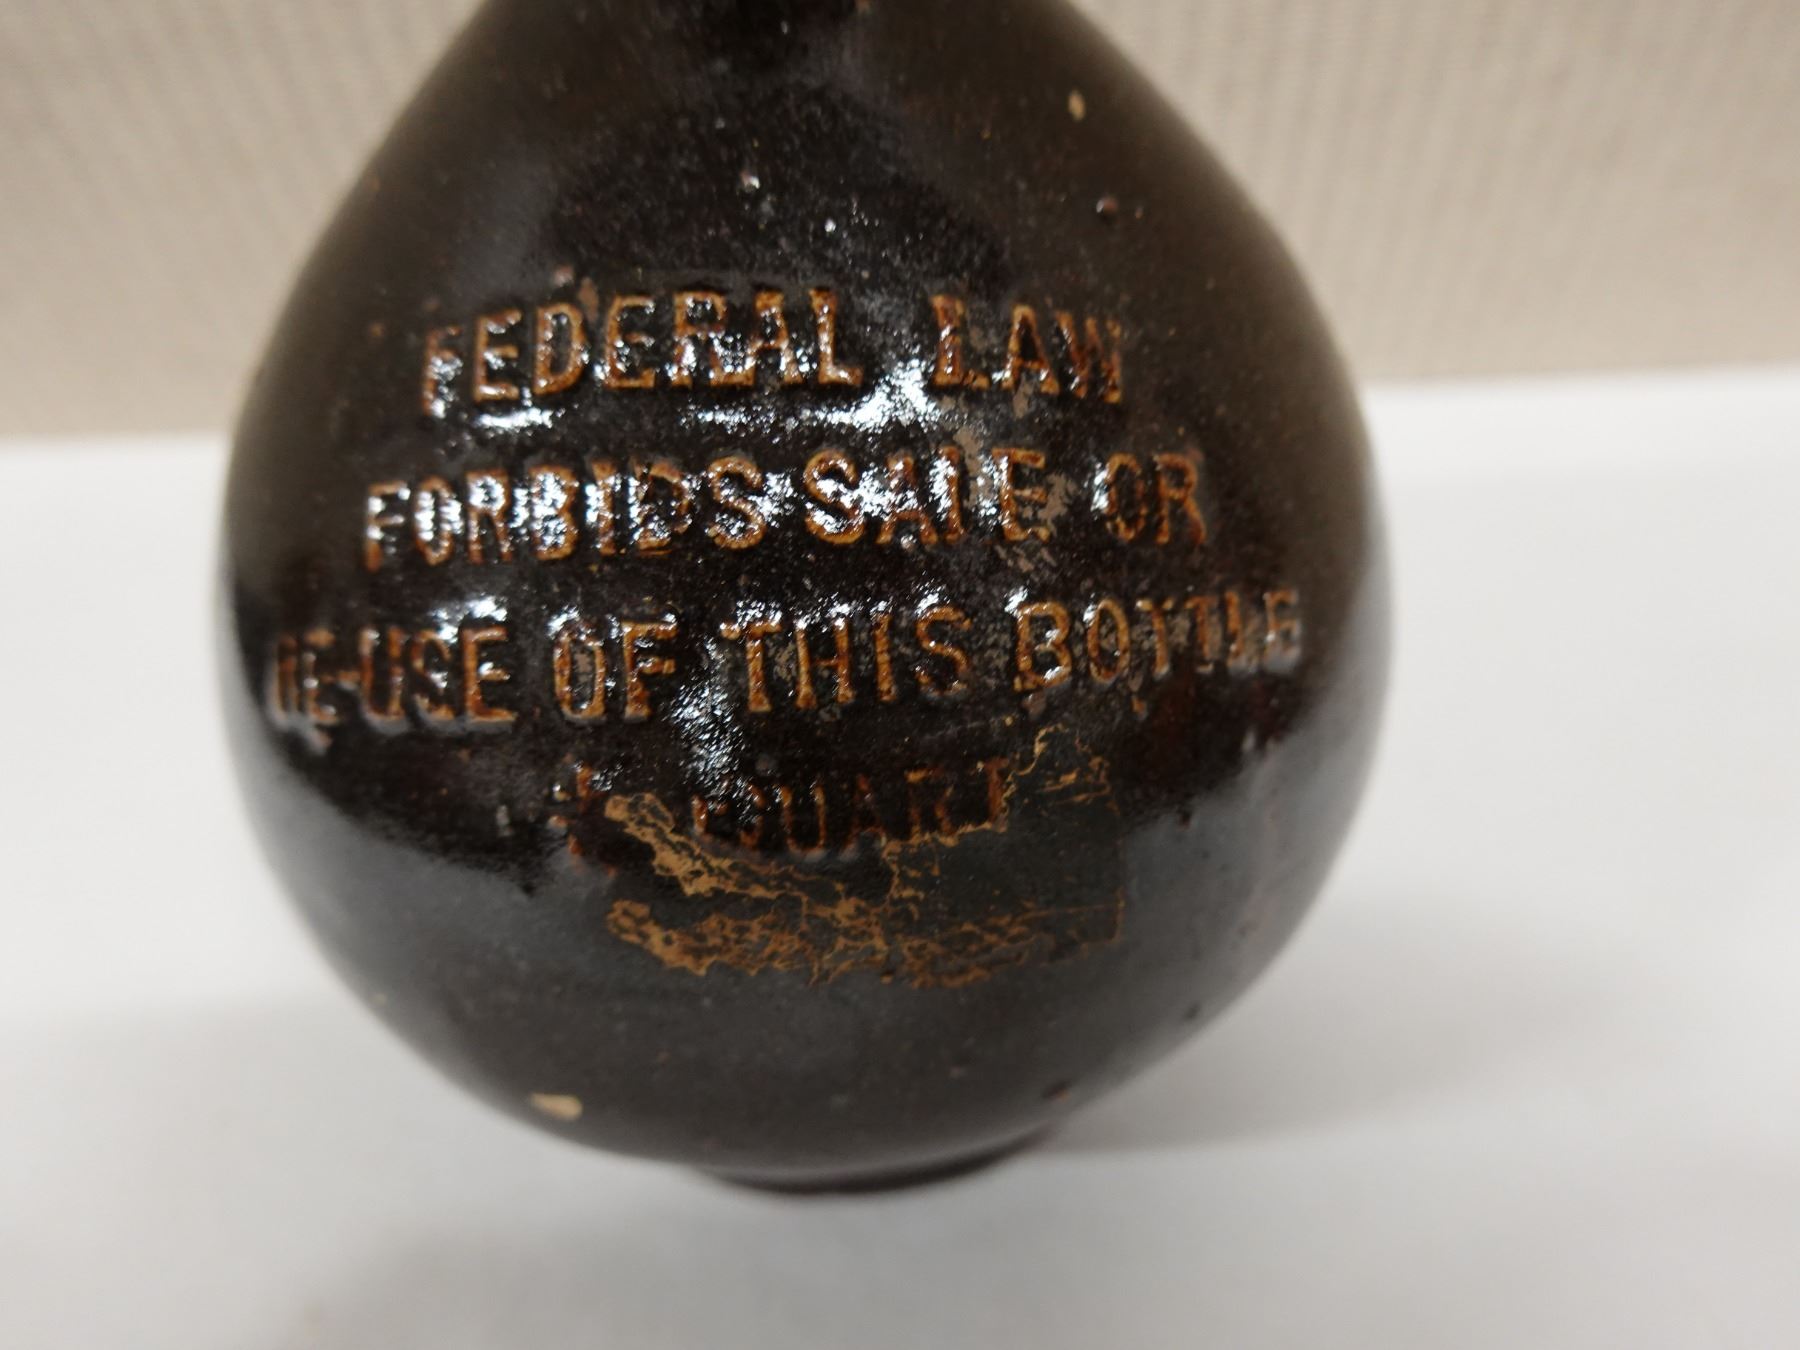 FEDERAL LAW
FORBIDS SALE OR
RE-USE OF THIS BOTTLE
QUART